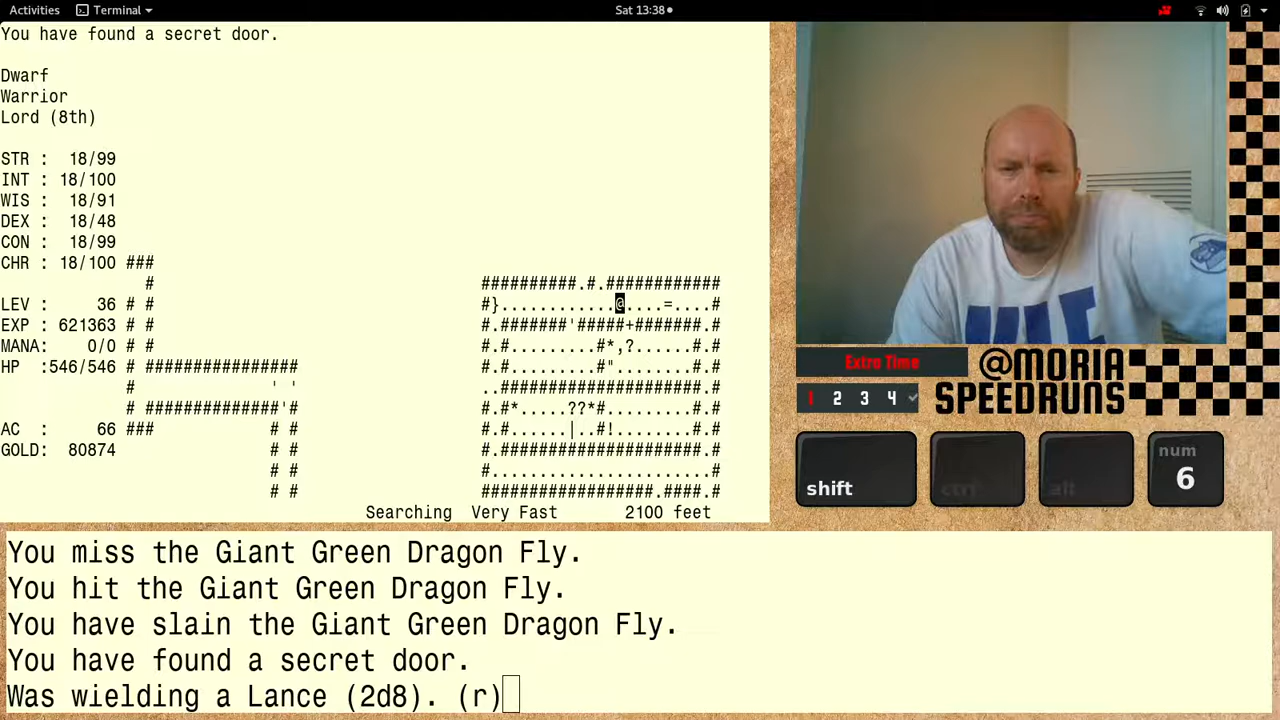 Activities Terminal Sat 13:38
You have found a secret door.
Dwarf
Warrior
Lord (8th)
STR : 18/99
INT : 18/100
WIS : 18/91
DEX : 18/48
CON : 18/99
CHR : 18/100 ###
# ##########.#.############
LEV : 36 # # #}............@....=....#
EXP : 621363 # # #.#######'#####+#######.#
MANA: 0/0 # # #.#.........#*,?......#.#
HP :546/546 # ################ #.#.........#"........#.#
# ' ' ..#####################.#
# ##############'# #.#*.....??*#.........#.#
AC : 66 ### # # #.#......|..#!........#.#
GOLD: 80874 # # #.#####################.#
# # #.......................#
# # ##################.####.#
Searching Very Fast 2100 feet
WILE
Extra Time
1 2 3 4
@MORIA
SPEEDRUNS
shift ctrl alt num
6
You miss the Giant Green Dragon Fly.
You hit the Giant Green Dragon Fly.
You have slain the Giant Green Dragon Fly.
You have found a secret door.
Was wielding a Lance (2d8). (r)